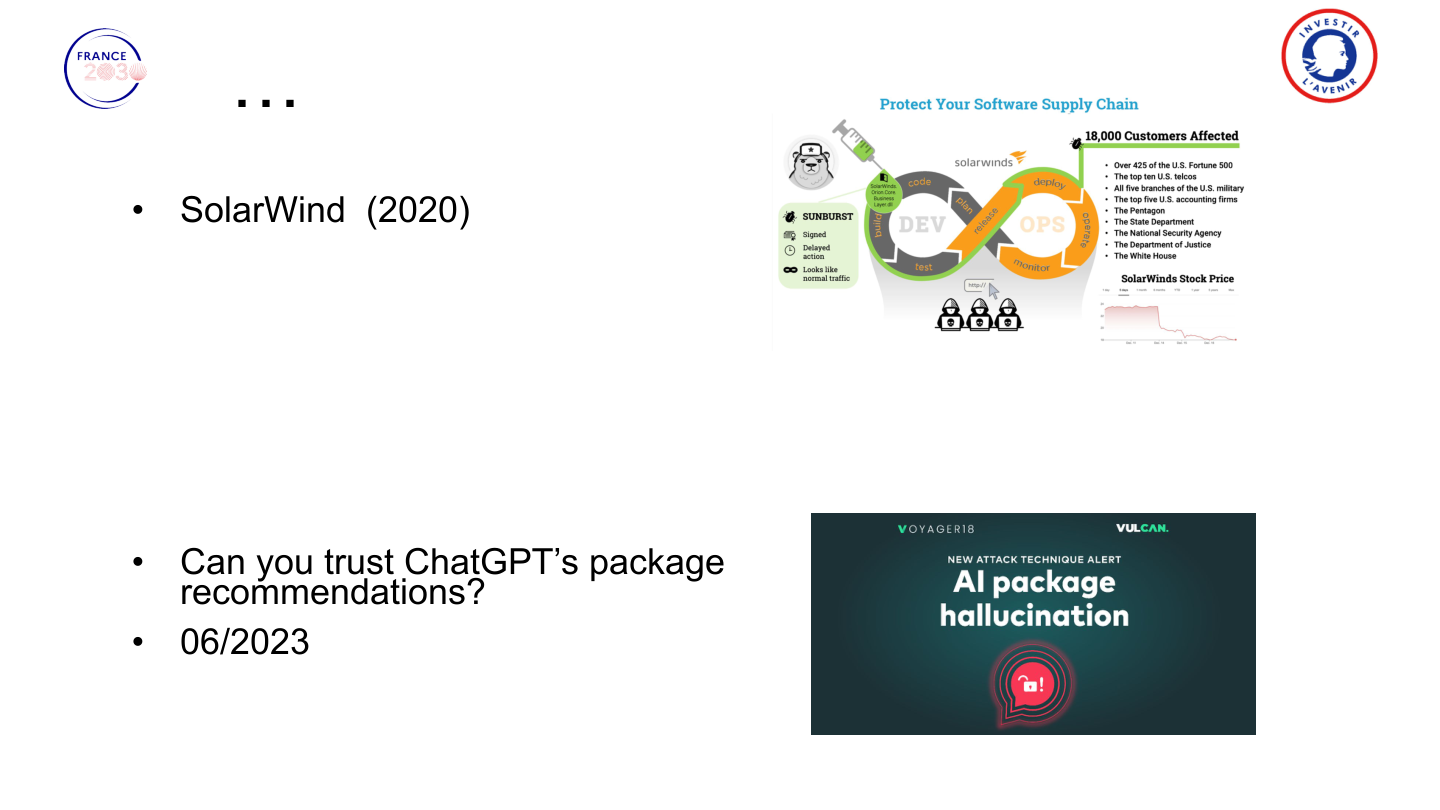 FRANCE
2030
INVESTIR
L'AVENIR
...
• SolarWind (2020)
Protect Your Software Supply Chain
18,000 Customers Affected
solarwinds
SolarWinds
Orion Core
Business
Layer dll
code
plan
build
test
release
deploy
operate
monitor
DEV
OPS
SUNBURST
Signed
Delayed
action
Looks like
normal traffic
http://
• Over 425 of the U.S. Fortune 500
• The top ten U.S. telcos
• All five branches of the U.S. military
• The top five U.S. accounting firms
• The Pentagon
• The State Department
• The National Security Agency
• The Department of Justice
• The White House
SolarWinds Stock Price
• Can you trust ChatGPT’s package
recommendations?
• 06/2023
VOYAGER18
VULCAN.
NEW ATTACK TECHNIQUE ALERT
AI package
hallucination